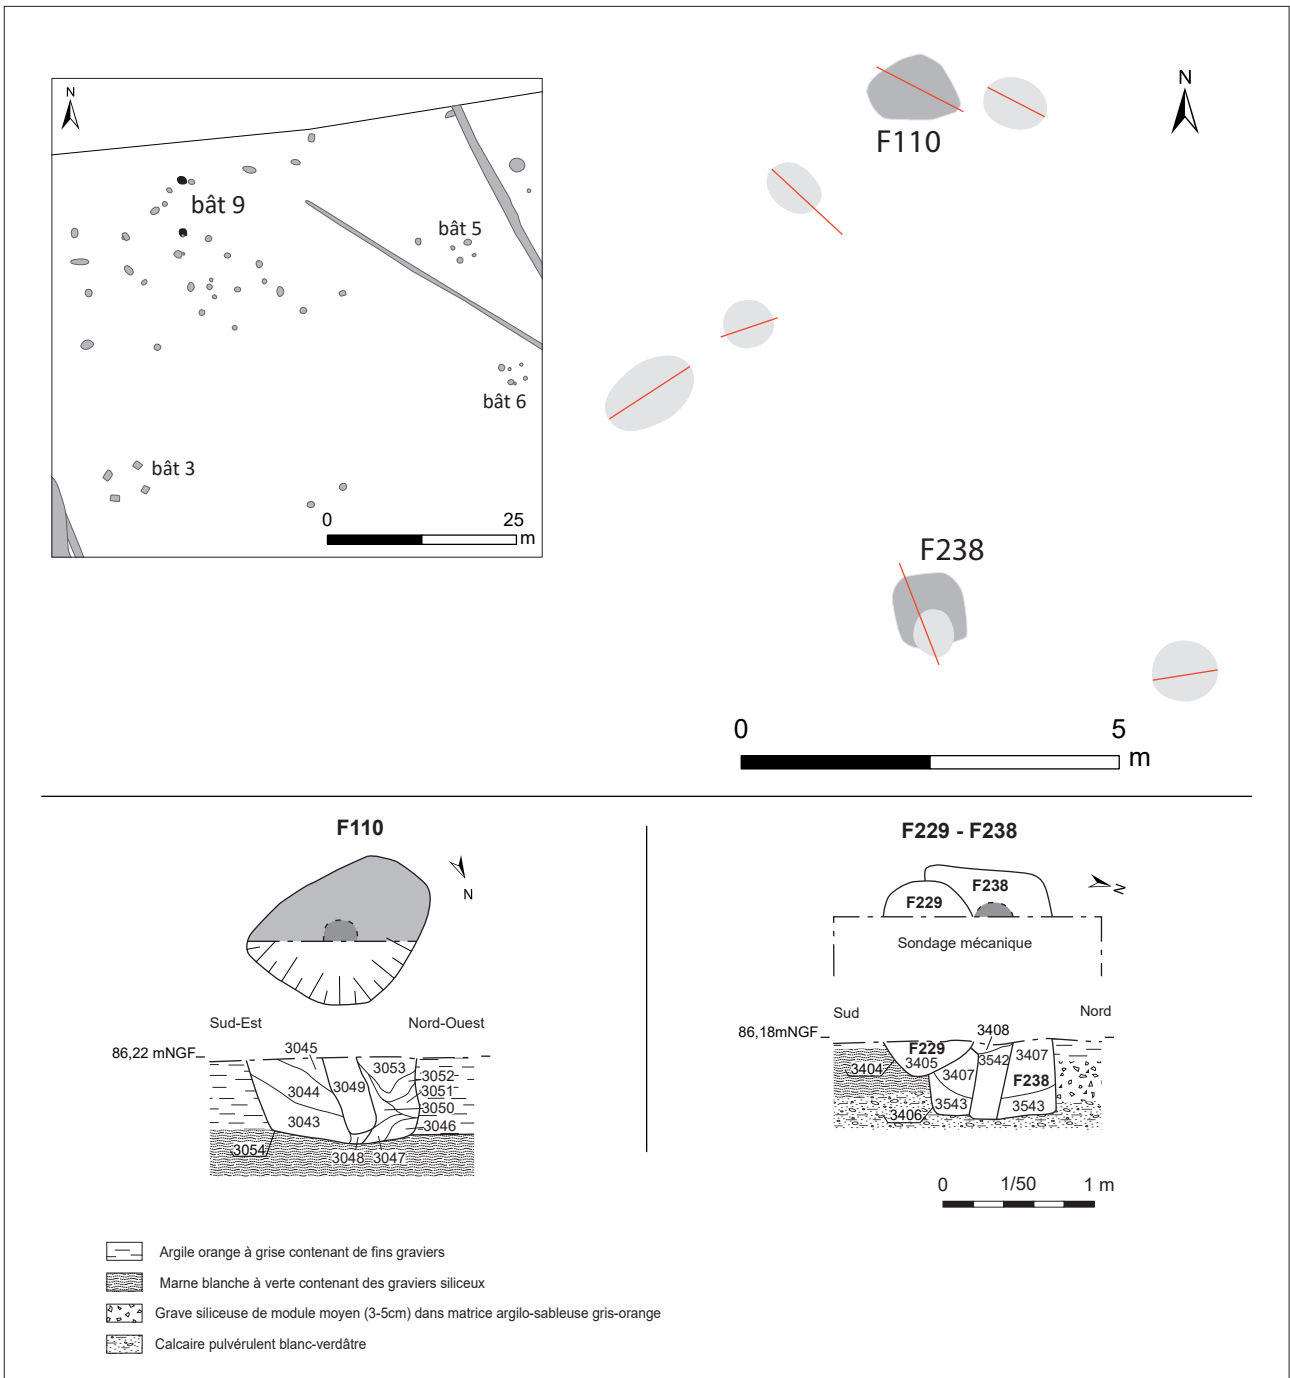 N
bât 9
bât 5
bât 6
bât 3
0 25
m
F110
N
F238
0 5
m
F110
N
Sud-Est Nord-Ouest
86,22 mNGF
3045
3053
3052
3044
3049
3051
3050
3043
3046
3054
3048
3047
F229 - F238
F238
F229
N
Sondage mécanique
Sud
Nord
86,18mNGF
3408
F229
3542
3407
3404
3405
3407
F238
3543
3543
3406
0 1/50 1 m
Argile orange à grise contenant de fins graviers
Marne blanche à verte contenant des graviers siliceux
Grave siliceuse de module moyen (3-5cm) dans matrice argilo-sableuse gris-orange
Calcaire pulvérulent blanc-verdâtre